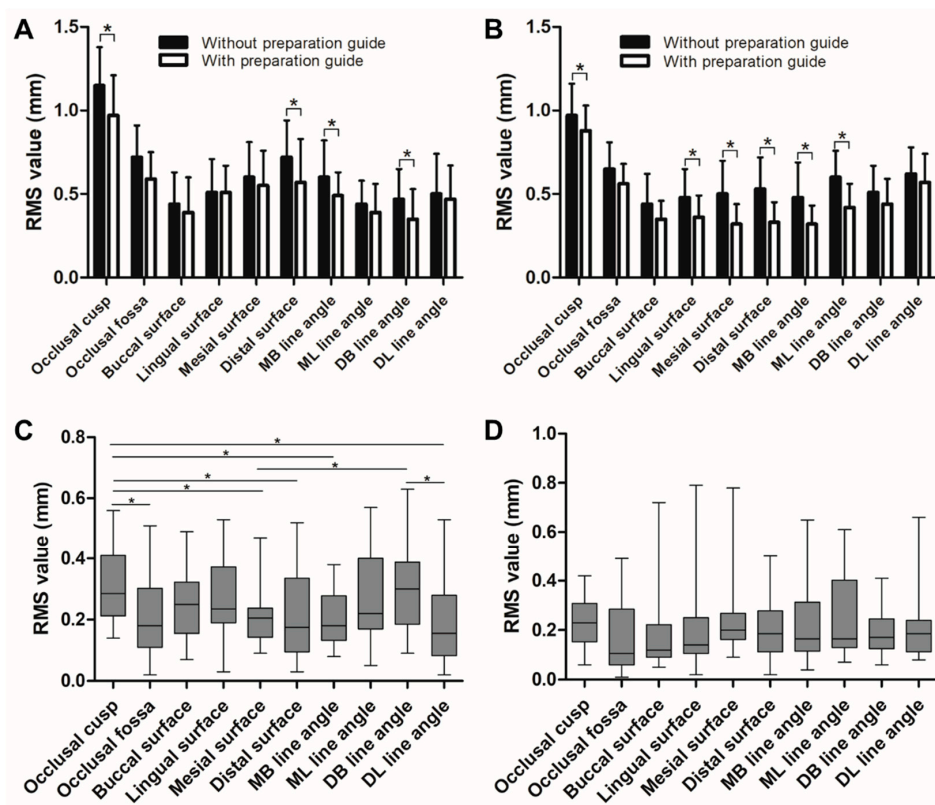 A
RMS value (mm)
1.5
1.0
0.5
0.0
Without preparation guide
With preparation guide
*
*
*
*
Occlusal cusp
Occlusal fossa
Buccal surface
Lingual surface
Mesial surface
Distal surface
MB line angle
ML line angle
DB line angle
DL line angle
B
RMS value (mm)
1.5
1.0
0.5
0.0
Without preparation guide
With preparation guide
*
*
*
*
*
*
Occlusal cusp
Occlusal fossa
Buccal surface
Lingual surface
Mesial surface
Distal surface
MB line angle
ML line angle
DB line angle
DL line angle
C
RMS value (mm)
0.8
0.6
0.4
0.2
0.0
*
*
*
*
*
*
*
Occlusal cusp
Occlusal fossa
Buccal surface
Lingual surface
Mesial surface
Distal surface
MB line angle
ML line angle
DB line angle
DL line angle
D
RMS value (mm)
1.0
0.8
0.6
0.4
0.2
0.0
Occlusal cusp
Occlusal fossa
Buccal surface
Lingual surface
Mesial surface
Distal surface
MB line angle
ML line angle
DB line angle
DL line angle